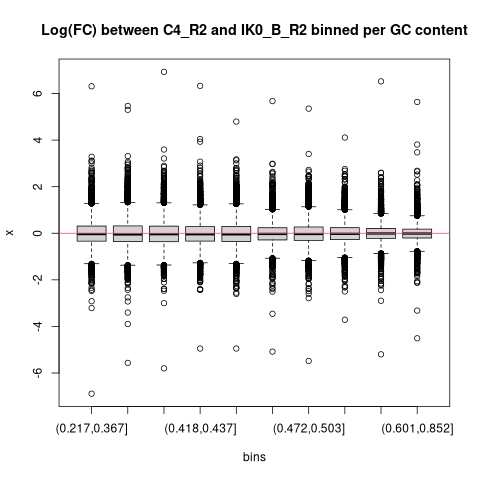 Log(FC) between C4_R2 and IK0_B_R2 binned per GC content
6
4
2
0
-2
-4
-6
x
(0.217,0.367] (0.418,0.437] (0.472,0.503] (0.601,0.852]
bins